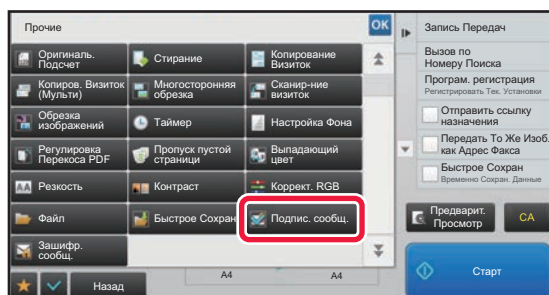 Прочие
OK
Оригиналь.
Подсчет
Стирание
Копирование
Визиток
Копиров. Визиток
(Мульти)
Многосторонняя
обрезка
Сканир-ние
визиток
Обрезка
изображений
Таймер
Настройка Фона
Регулировка
Перекоса PDF
Пропуск пустой
страници
Выпадающий
цвет
AA
Резкость
Контраст
Коррект. RGB
Файл
Быстрое Сохран
Подпис. сообщ.
Зашифр.
сообщ.
Назад
A4
A4
Запись Передач
Вызов по
Номеру Поиска
Програм. регистрация
Регистрировать Тек. Установки
Отправить ссылку
назначения
Передать То Же Изоб.
как Адрес Факса
Быстрое Сохран
Временно Сохран. Данные
Предварит.
Просмотр
CA
Старт